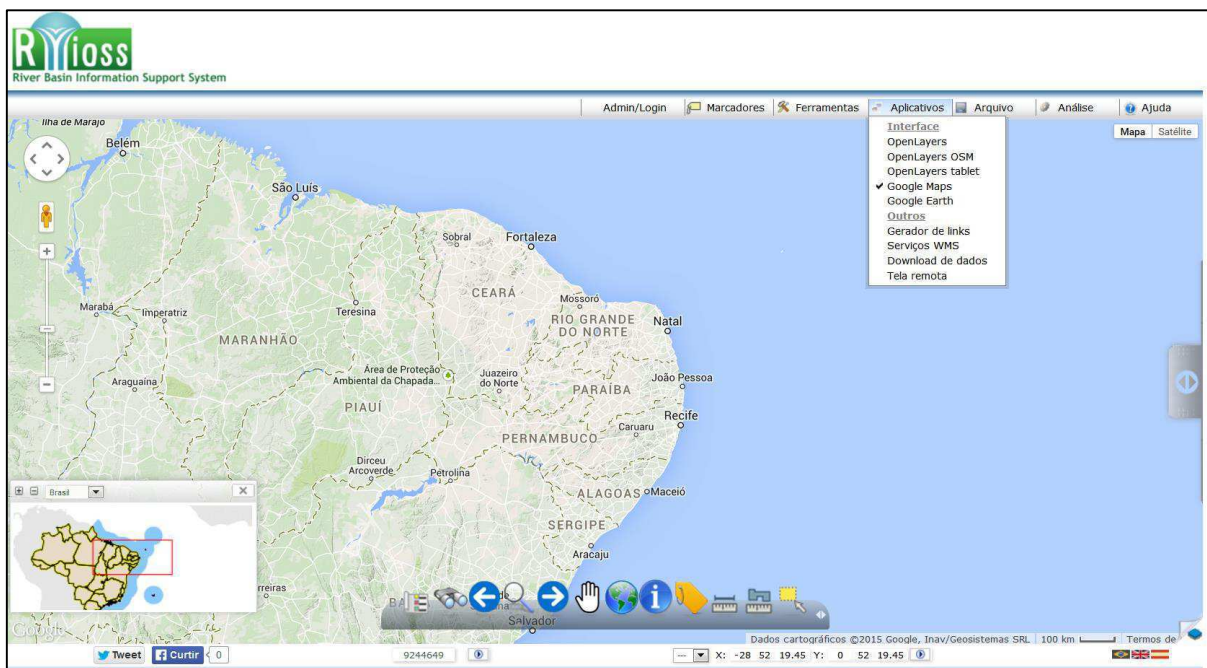 RWioss
River Basin Information Support System
Admin/Login Marcadores Ferramentas Aplicativos Arquivo Análise Ajuda
Interface
OpenLayers
OpenLayers OSM
OpenLayers tablet
Google Maps
Google Earth
Outros
Gerador de links
Serviços WMS
Download de dados
Tela remota
Mapa Satélite
Ilha de Marajo
Belém
São Luís
Sobral Fortaleza
CEARÁ
Mossoró
Marabá Imperatriz Teresina
RIO GRANDE
DO NORTE
Natal
MARANHÃO
Área de Proteção
Ambiental da Chapada...
Juazeiro
do Norte
João Pessoa
Araguaína
PARAÍBA
PIAUÍ
Recife
Caruaru
PERNAMBUCO
Dirceu
Arcoverde
Petrolina
ALAGOAS Maceió
SERGIPE
Aracaju
Brasil
rreiras
Salvador
Google
Dados cartográficos ©2015 Google, Inav/Geosistemas SRL 100 km Termos de
Tweet Curtir 0 9244649 --- X: -28 52 19.45 Y: 0 52 19.45